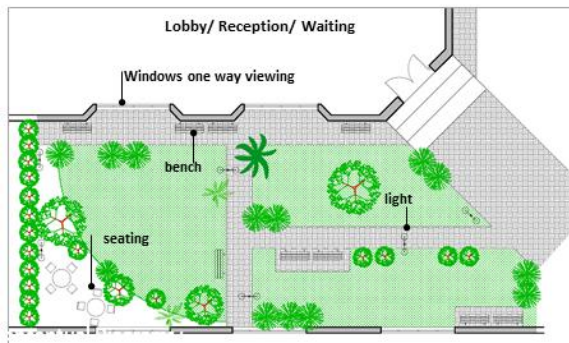 Lobby/ Reception/ Waiting
Windows one way viewing
bench
light
seating